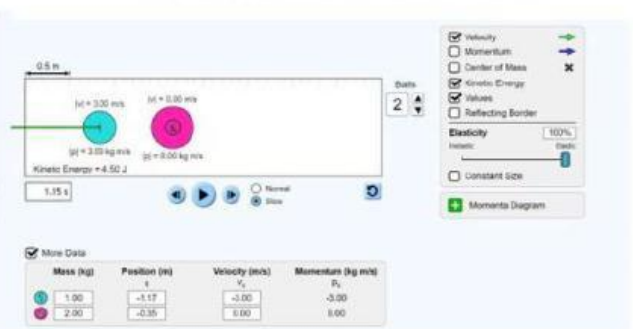 Velocity
Momentum
Center of Mass
Kinetic Energy
Values
Reflecting Border
Elasticity 100%
Inelastic Elastic
Constant Size
Momenta Diagram
0.5 m
Balls
2
|v| = 3.00 m/s
|v| = 0.00 m/s
|p| = 3.00 kg m/s
|p| = 0.00 kg m/s
Kinetic Energy = 4.50 J
1.15 s
Normal
Slow
More Data
Mass (kg) Position (m) Velocity (m/s) Momentum (kg m/s)
x Vx Px
1 1.00 -1.17 -3.00 -3.00
2 2.00 -0.35 0.00 0.00